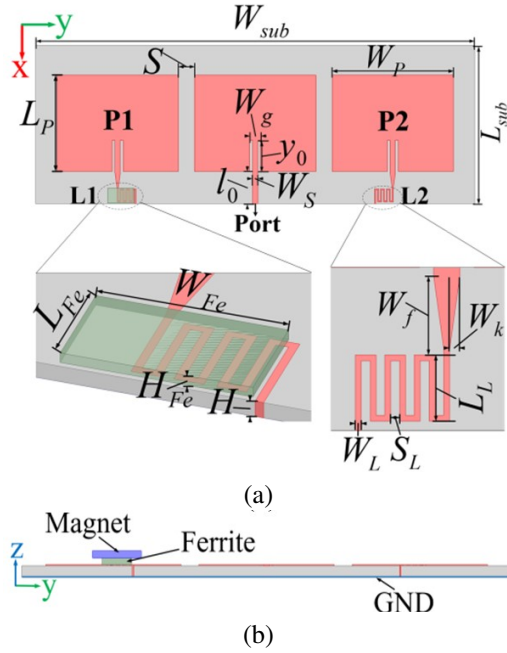 y
W_sub
x
S
W_P
L_P
P1
W_g
P2
L_sub
y_0
l_0
W_S
L1
Port
L2
W_Fe
L_Fe
H_Fe
H
W_f
W_k
L_L
W_L
S_L
(a)
Magnet
z
Ferrite
y
GND
(b)